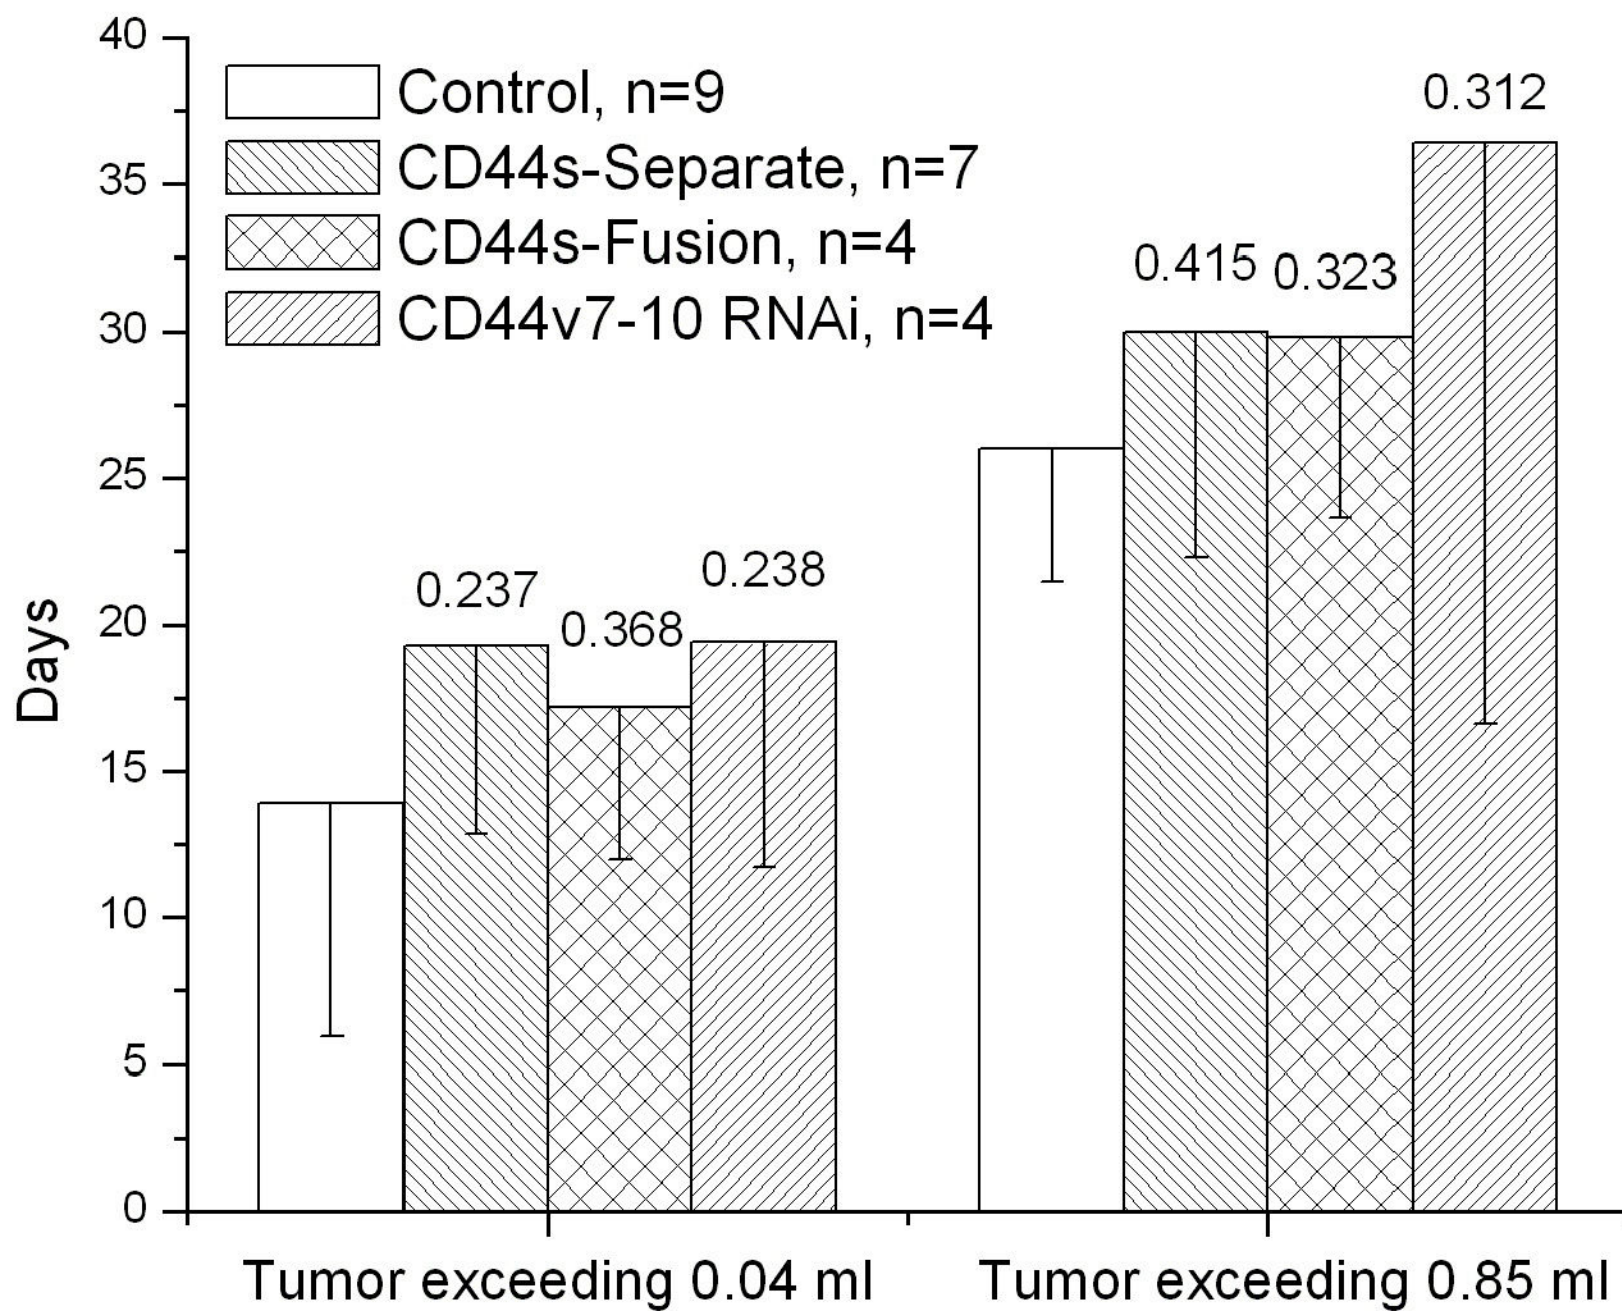 40
35
30
25
20
15
10
5
0
Days
Control, n=9
CD44s-Separate, n=7
CD44s-Fusion, n=4
CD44v7-10 RNAi, n=4
0.237
0.368
0.238
0.415
0.323
0.312
Tumor exceeding 0.04 ml
Tumor exceeding 0.85 ml